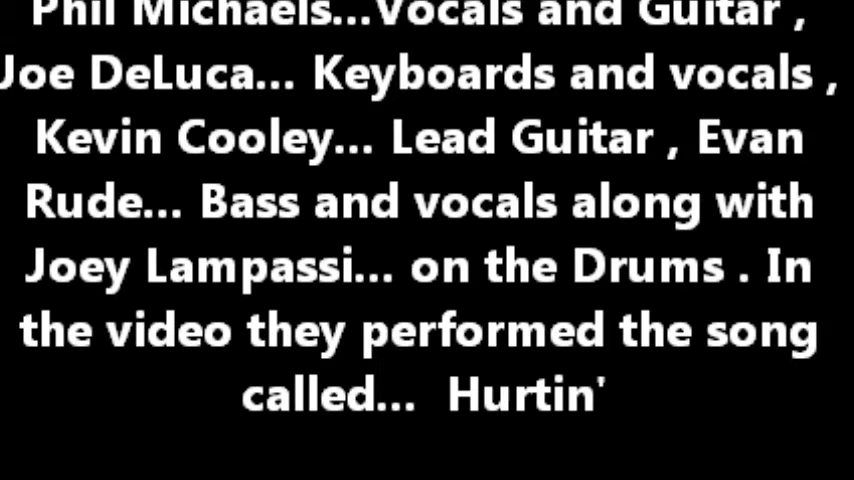 Phil Michaels...Vocals and Guitar ,
Joe DeLuca... Keyboards and vocals ,
Kevin Cooley... Lead Guitar , Evan
Rude... Bass and vocals along with
Joey Lampassi... on the Drums . In
the video they performed the song
called... Hurtin'